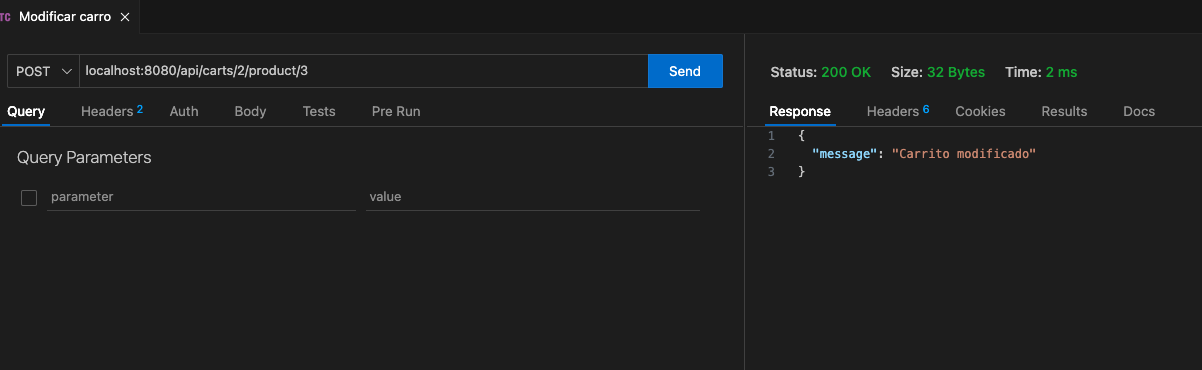 TC Modificar carro
POST localhost:8080/api/carts/2/product/3 Send
Query Headers 2 Auth Body Tests Pre Run
Query Parameters
parameter value
Status: 200 OK Size: 32 Bytes Time: 2 ms
Response Headers 6 Cookies Results Docs
1 {
2 "message": "Carrito modificado"
3 }